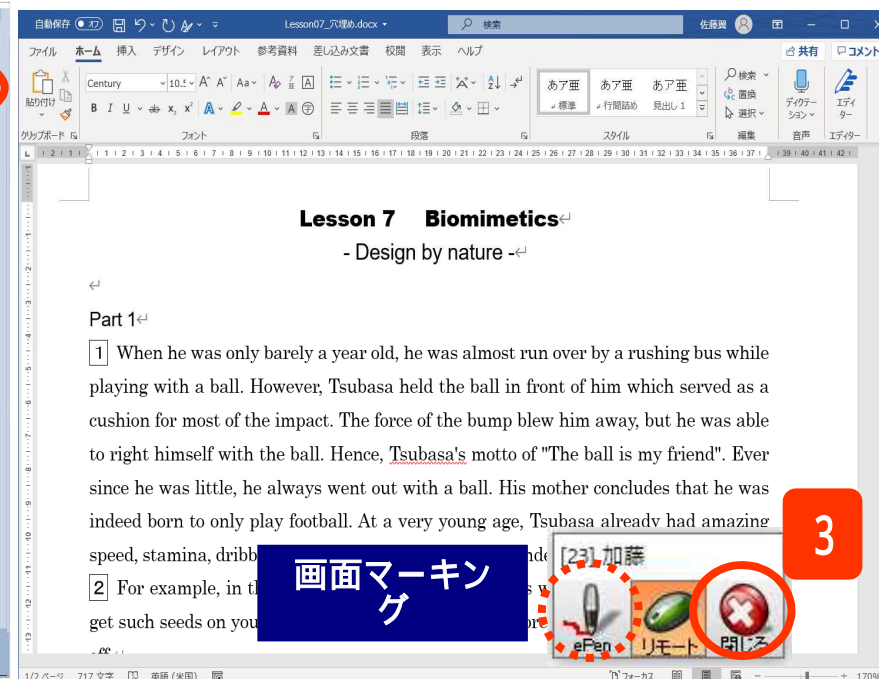 自動保存 オフ Lesson07_穴埋め.docx 検索 佐藤翼
ファイル ホーム 挿入 デザイン レイアウト 参考資料 差し込み文書 校閲 表示 ヘルプ 共有 コメント
Century 10.5 Aa
検索
貼り付け B I U ab x₂ x² A A A あア亜 あア亜 あア亜 置換 ディクテーション エディター
標準 行間詰め 見出し 1 選択
クリップボード フォント 段落 スタイル 編集 音声 エディター
Lesson 7 Biomimetics
- Design by nature -
Part 1
1 When he was only barely a year old, he was almost run over by a rushing bus while
playing with a ball. However, Tsubasa held the ball in front of him which served as a
cushion for most of the impact. The force of the bump blew him away, but he was able
to right himself with the ball. Hence, Tsubasa's motto of "The ball is my friend". Ever
since he was little, he always went out with a ball. His mother concludes that he was
indeed born to only play football. At a very young age, Tsubasa already had amazing
3
speed, stamina, dribb
画面マーキング
[23] 加藤
2 For example, in th
get such seeds on you
ePen リモート 閉じる
1/2 ページ 717 文字 英語 (米国) フォーカス 170%